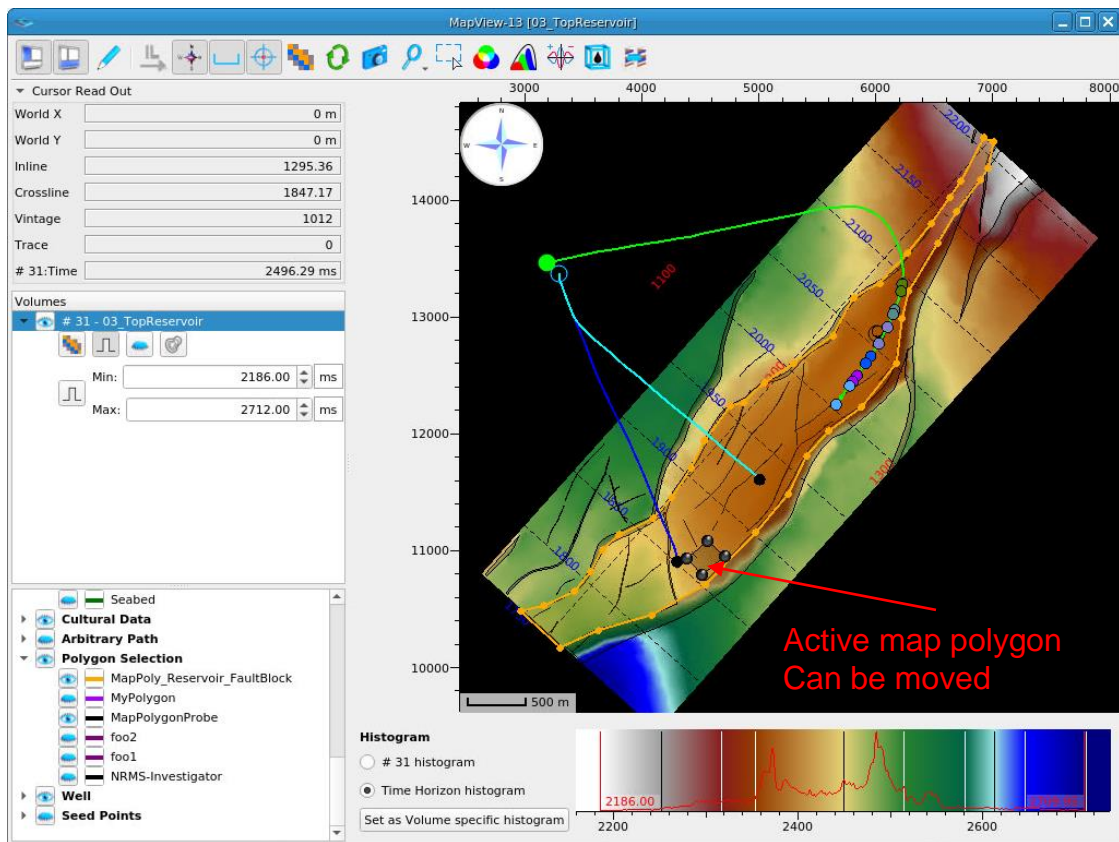 MapView-13 [03_TopReservoir]
Cursor Read Out
World X 0 m
World Y 0 m
Inline 1295.36
Crossline 1847.17
Vintage 1012
Trace 0
# 31:Time 2496.29 ms
Volumes
# 31 - 03_TopReservoir
Min: 2186.00 ms
Max: 2712.00 ms
Seabed
Cultural Data
Arbitrary Path
Polygon Selection
MapPoly_Reservoir_FaultBlock
MyPolygon
MapPolygonProbe
foo2
foo1
NRMS-Investigator
Well
Seed Points
3000 4000 5000 6000 7000 8000
N
W E
S
14000
13000
12000
11000
10000
2200
2150
2100
2050
2000
1900
1800
1100
1300
500 m
Active map polygon
Can be moved
Histogram
# 31 histogram
Time Horizon histogram
Set as Volume specific histogram
2186.00
2200 2400 2600